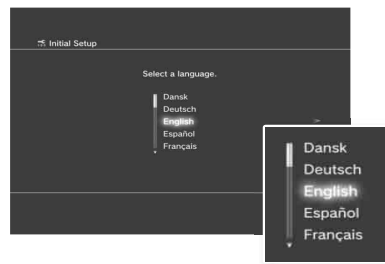 Initial Setup
Select a language.
Dansk
Deutsch
English
Español
Français
Dansk
Deutsch
English
Español
Français